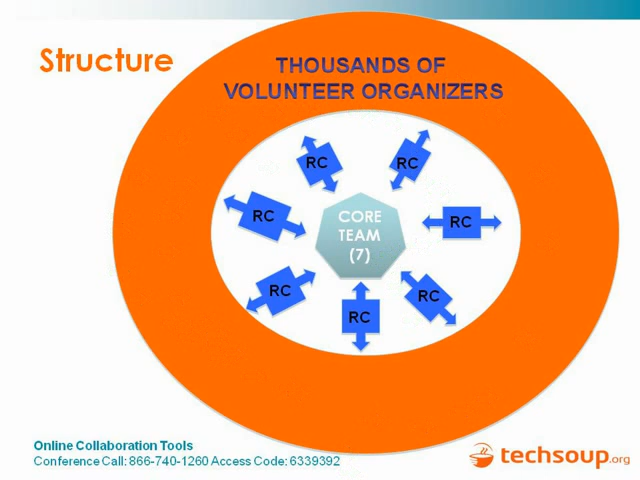 Structure
THOUSANDS OF
VOLUNTEER ORGANIZERS
RC
RC
RC
RC
CORE
TEAM
(7)
RC
RC
RC
Online Collaboration Tools
Conference Call: 866-740-1260 Access Code: 6339392
techsoup.org